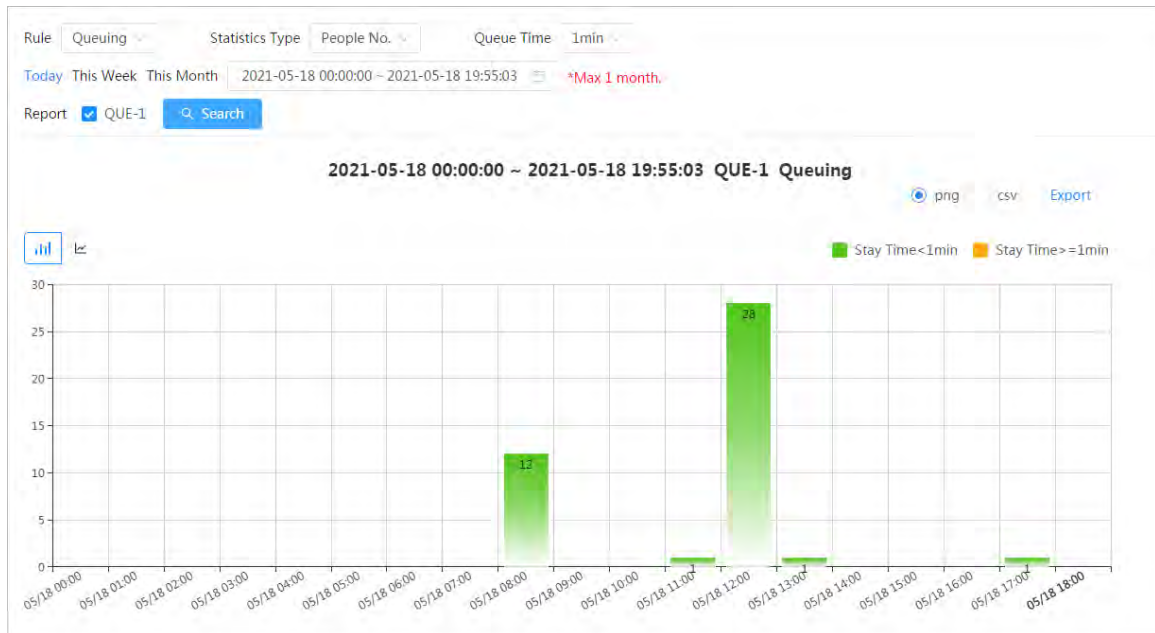 Rule Queuing Statistics Type People No. Queue Time 1min
Today This Week This Month 2021-05-18 00:00:00 ~ 2021-05-18 19:55:03 *Max 1 month.
Report QUE-1 Search
2021-05-18 00:00:00 ~ 2021-05-18 19:55:03 QUE-1 Queuing
png csv Export
Stay Time<1min Stay Time>=1min
30
28
25
20
15
12
10
5
0
1 1 1
05/18 00:00 05/18 01:00 05/18 02:00 05/18 03:00 05/18 04:00 05/18 05:00 05/18 06:00 05/18 07:00 05/18 08:00 05/18 09:00 05/18 10:00 05/18 11:00 05/18 12:00 05/18 13:00 05/18 14:00 05/18 15:00 05/18 16:00 05/18 17:00 05/18 18:00